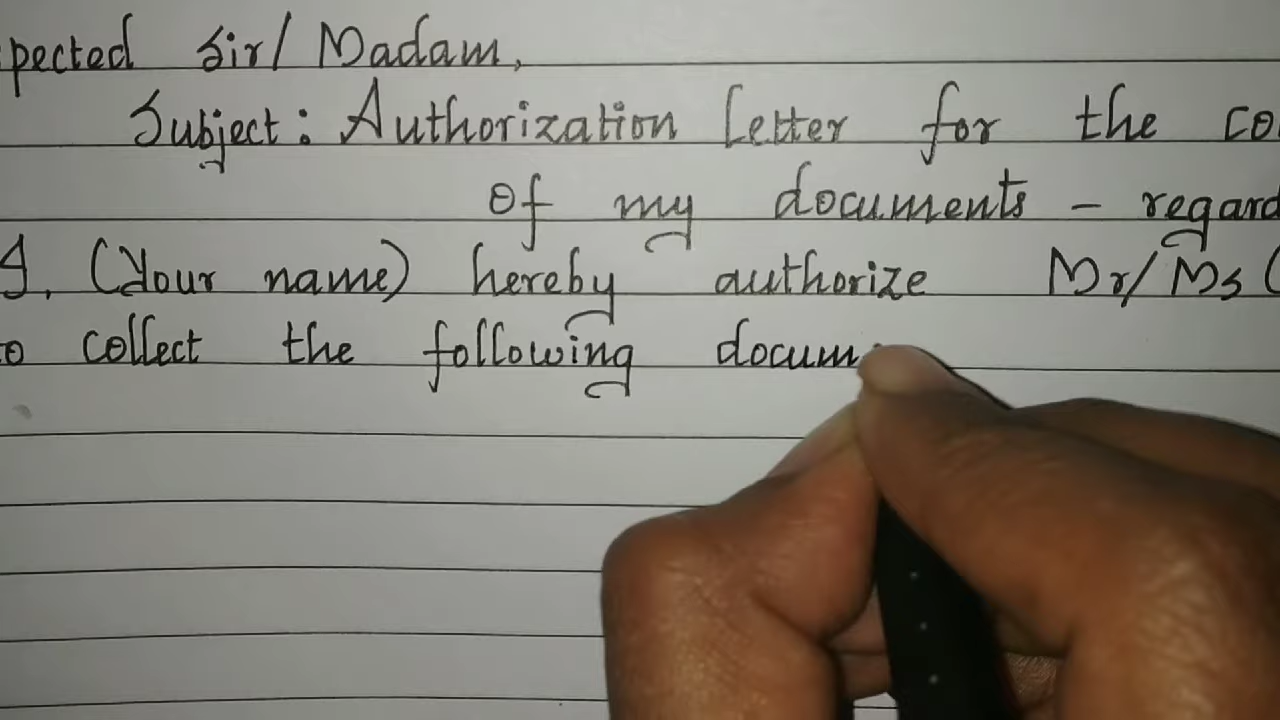 pected Sir/ Madam,
Subject: Authorization Letter for the co
of my documents - regard
I, (Your name) hereby authorize Mr/Ms (
o collect the following docum